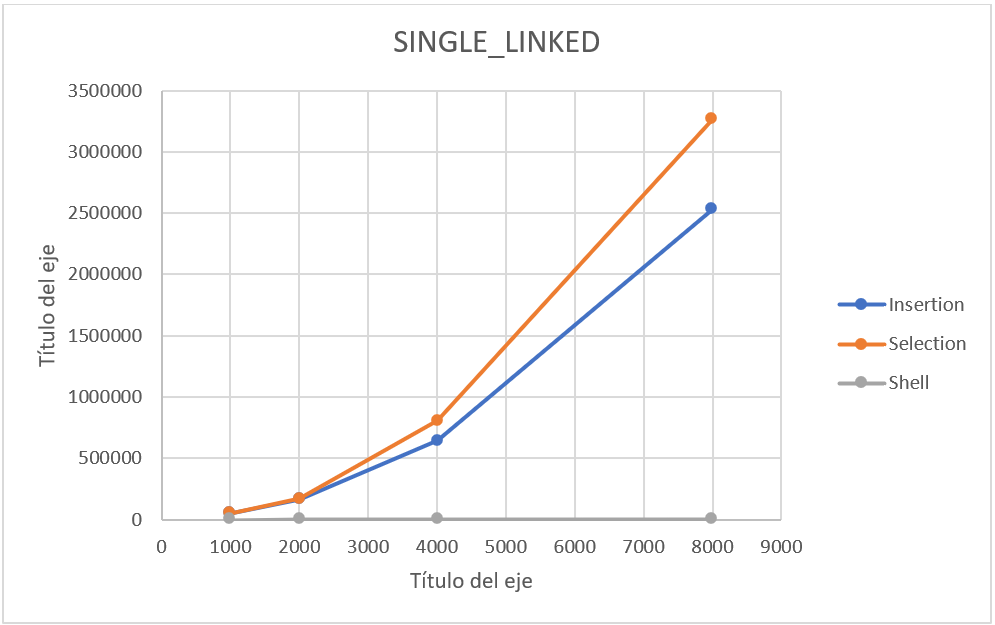 SINGLE_LINKED
3500000
3000000
2500000
2000000
1500000
1000000
500000
0
Título del eje
0 1000 2000 3000 4000 5000 6000 7000 8000 9000
Título del eje
Insertion
Selection
Shell